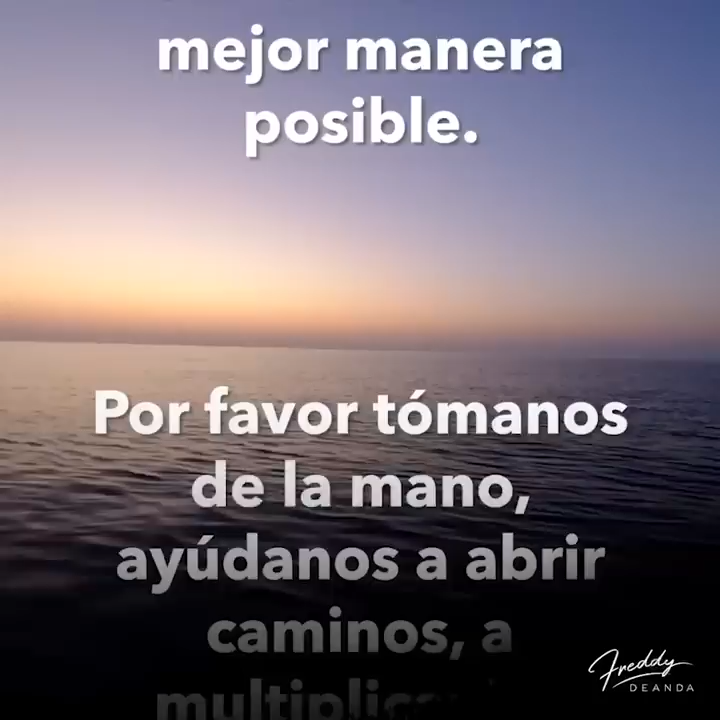 mejor manera
posible.
Por favor tómanos
de la mano,
ayúdanos a abrir
caminos, a
Freddy
DEANDA